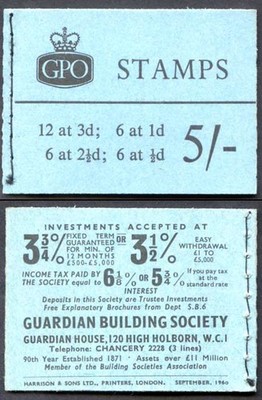 GPO STAMPS
12 at 3d; 6 at 1d
6 at 2½d; 6 at ½d 5/-
INVESTMENTS ACCEPTED AT
3¾% FIXED TERM GUARANTEED FOR MIN. OF 12 MONTHS £500-£5,000 OR 3½% EASY WITHDRAWAL £1 TO £5,000
INCOME TAX PAID BY THE SOCIETY equal to 6⅛% OR 5¾% If you pay tax at the standard rate
INTEREST
Deposits in this Society are Trustee Investments
Free Explanatory Brochures from Dept S.B.6
GUARDIAN BUILDING SOCIETY
GUARDIAN HOUSE, 120 HIGH HOLBORN, W.C.1
Telephone: CHANCERY 2228 (3 lines)
90th Year Established 1871 · Assets over £11 Million
Member of the Building Societies Association
HARRISON & SONS LTD., PRINTERS, LONDON. SEPTEMBER, 1960